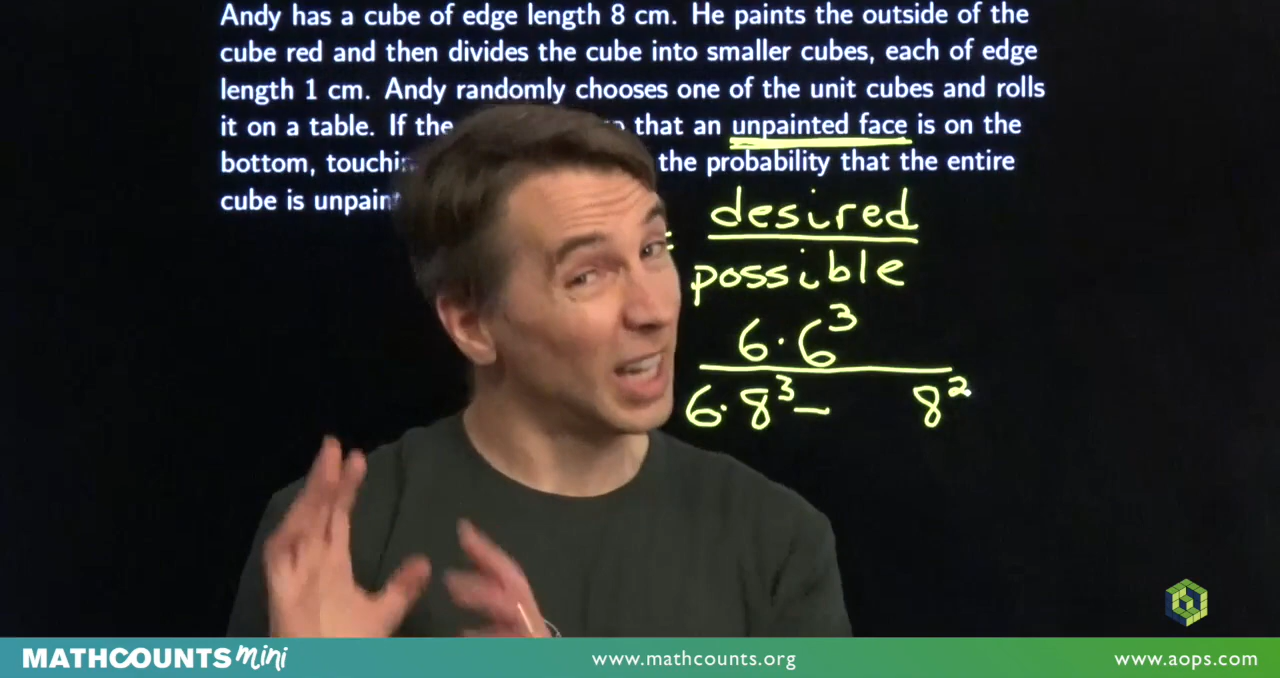 Andy has a cube of edge length 8 cm. He paints the outside of the
cube red and then divides the cube into smaller cubes, each of edge
length 1 cm. Andy randomly chooses one of the unit cubes and rolls
it on a table. If the that an unpainted face is on the
bottom, the probability that the entire
cube is
= desired
possible
6·6³
6·8³– 8²
MATHCOUNTS mini www.mathcounts.org www.aops.com